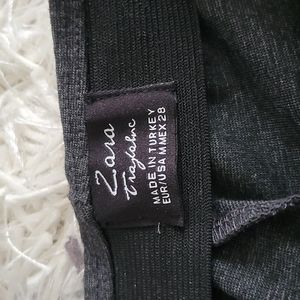 Zara
Trafaluc
MADE IN TURKEY
EUR/USA M MEX 28